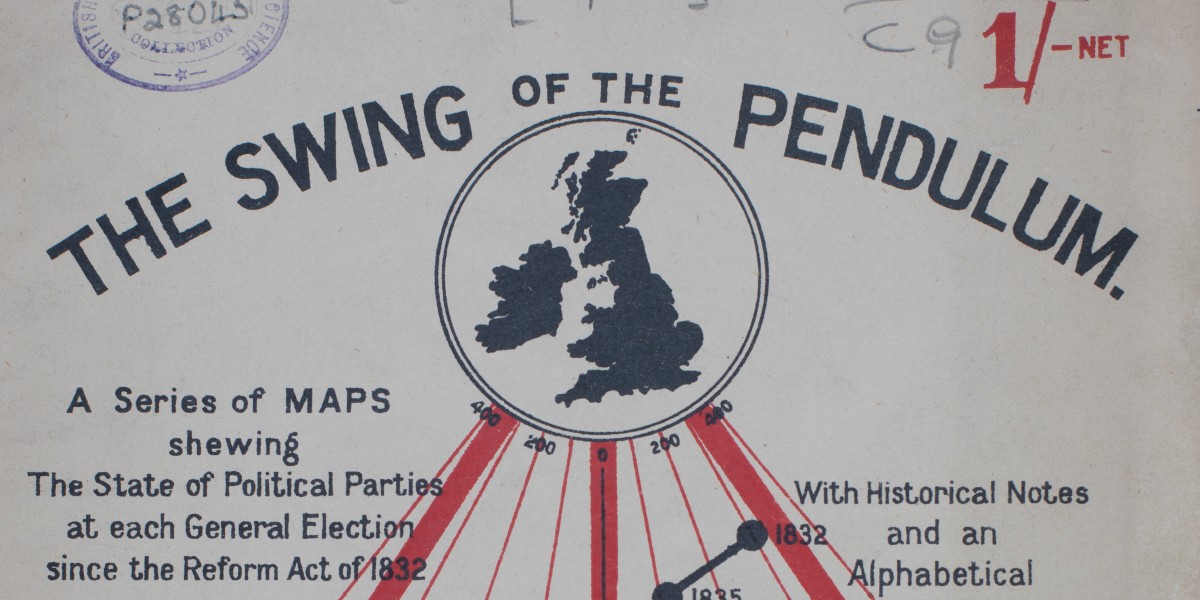 P28045
COLLECTION
C9
1/-NET
THE SWING OF THE PENDULUM.
400 200 0 200 400
A Series of MAPS
shewing
The State of Political Parties
at each General Election
since the Reform Act of 1832
With Historical Notes
and an
Alphabetical
1832
1835